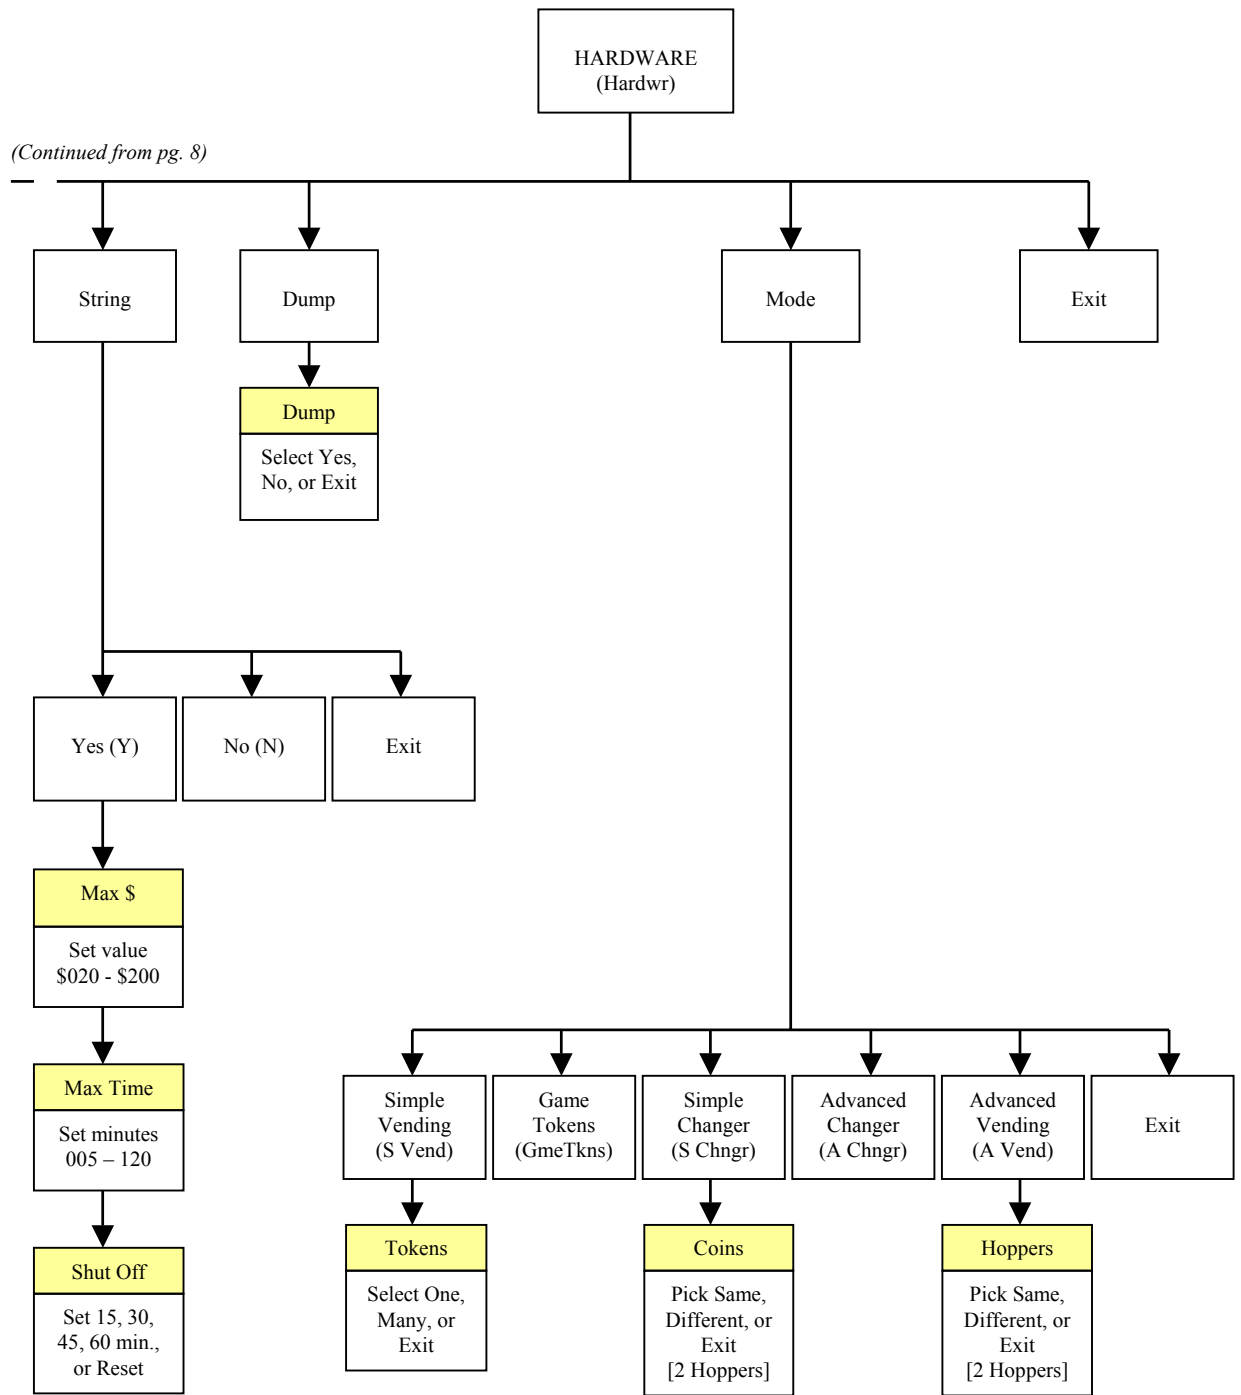 HARDWARE
(Hardwr)
(Continued from pg. 8)
String
Dump
Mode
Exit
Dump
Select Yes,
No, or Exit
Yes (Y)
No (N)
Exit
Max $
Set value
$020 - $200
Max Time
Set minutes
005 – 120
Shut Off
Set 15, 30,
45, 60 min.,
or Reset
Simple
Vending
(S Vend)
Game
Tokens
(GmeTkns)
Simple
Changer
(S Chngr)
Advanced
Changer
(A Chngr)
Advanced
Vending
(A Vend)
Exit
Tokens
Select One,
Many, or
Exit
Coins
Pick Same,
Different, or
Exit
[2 Hoppers]
Hoppers
Pick Same,
Different, or
Exit
[2 Hoppers]